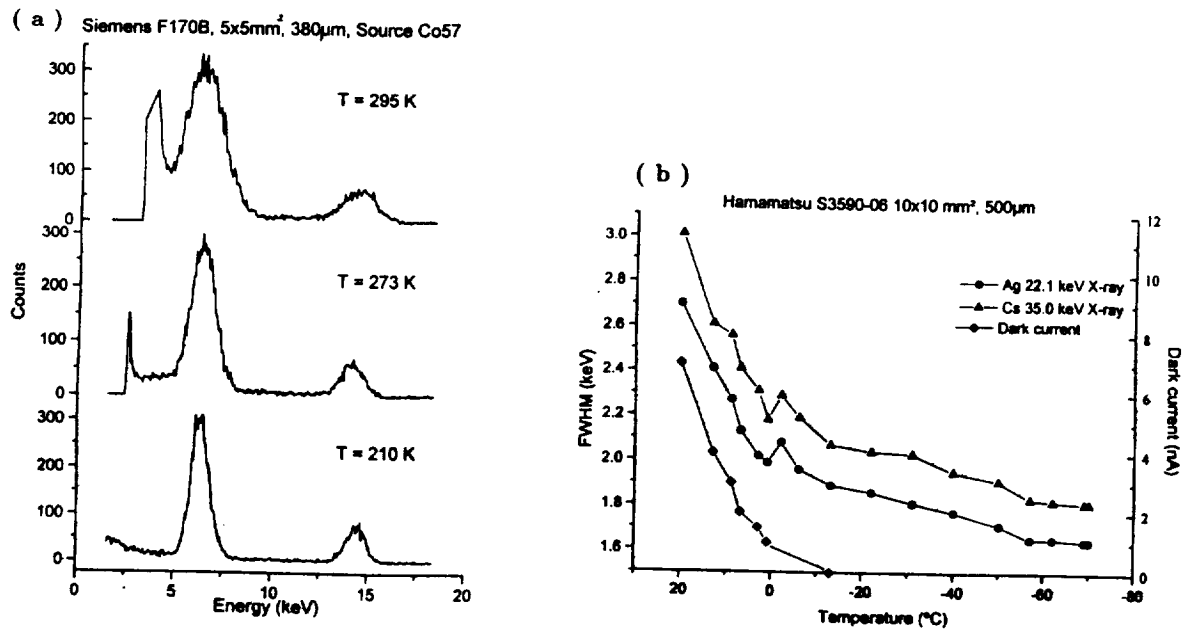 ( a )
Siemens F170B, 5x5mm², 380µm, Source Co57
300
200
100
0
T = 295 K
300
200
100
0
T = 273 K
300
200
100
0
T = 210 K
Counts
0 5 10 15 20
Energy (keV)
( b )
Hamamatsu S3590-06 10x10 mm², 500µm
3.0
2.8
2.6
2.4
2.2
2.0
1.8
1.6
FWHM (keV)
Ag 22.1 keV X-ray
Cs 35.0 keV X-ray
Dark current
12
10
8
6
4
2
0
Dark current (nA)
20 0 -20 -40 -60 -80
Temperature (°C)